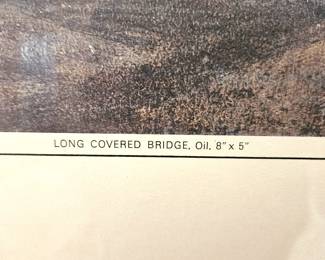 LONG COVERED BRIDGE, Oil, 8" x 5"